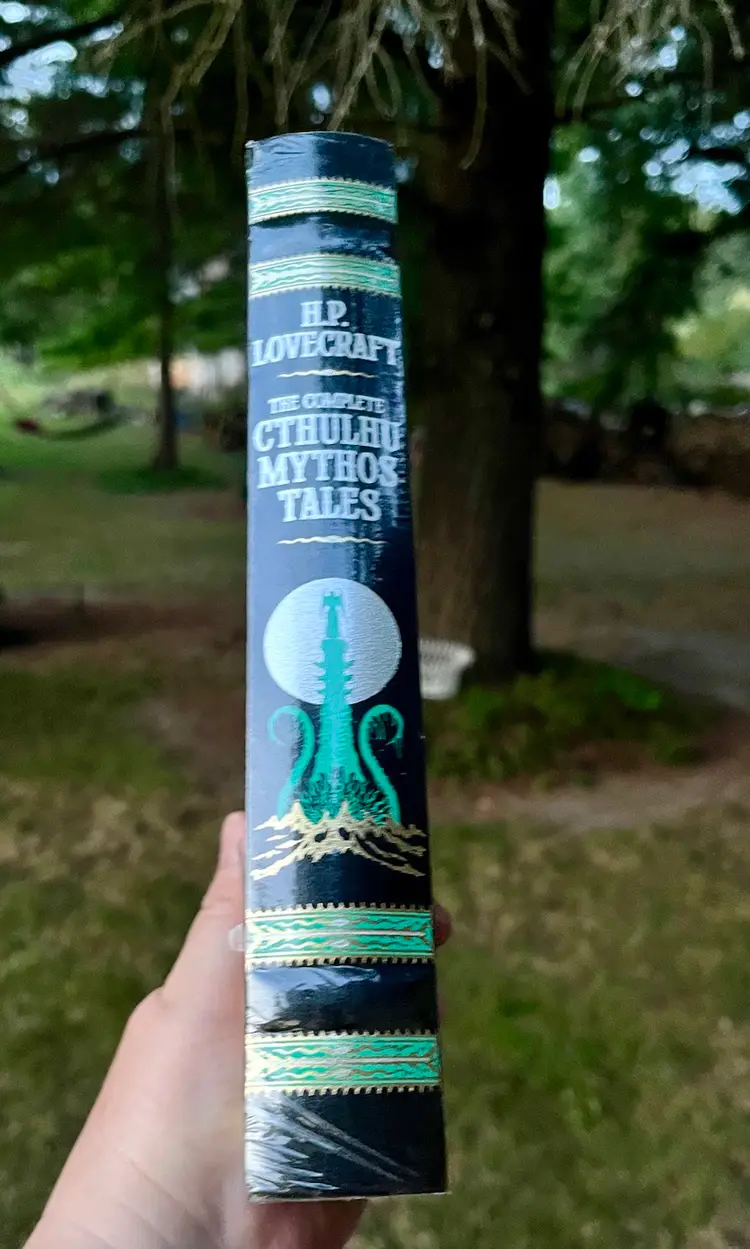 H.P.
LOVECRAFT
THE COMPLETE
CTHULHU
MYTHOS
TALES